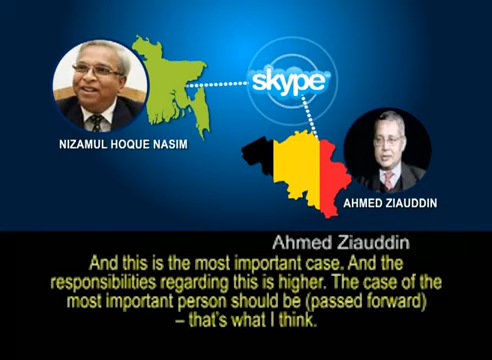 skype
NIZAMUL HOQUE NASIM
AHMED ZIAUDDIN
Ahmed Ziauddin
And this is the most important case. And the
responsibilities regarding this is higher. The case of the
most important person should be (passed forward)
– that's what I think.